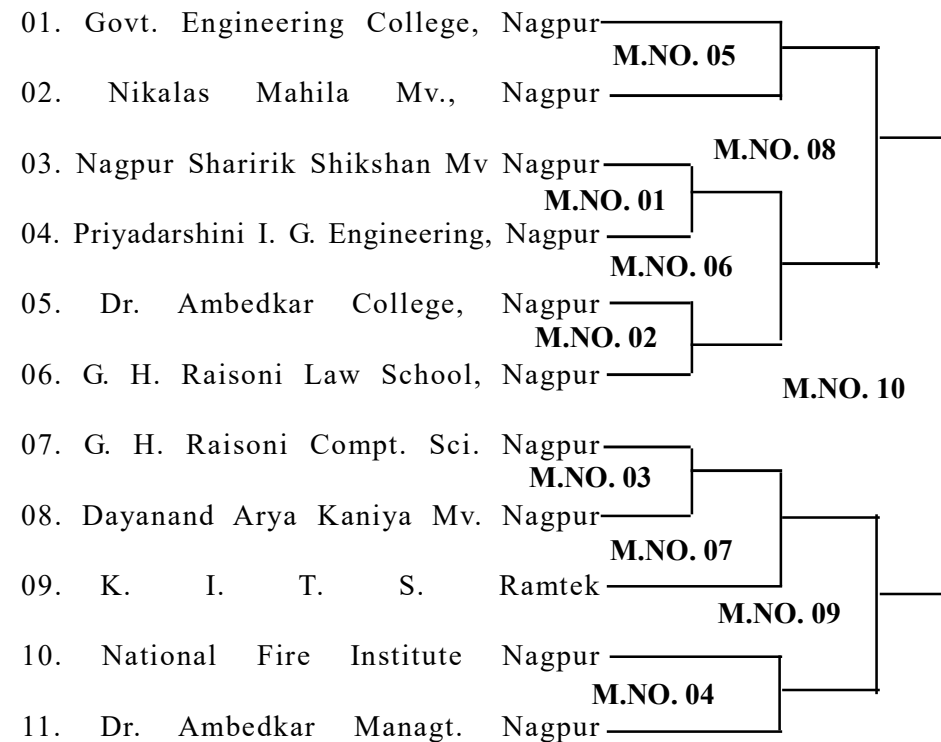 01. Govt. Engineering College, Nagpur
M.NO. 05
02. Nikalas Mahila Mv., Nagpur
M.NO. 08
03. Nagpur Sharirik Shikshan Mv Nagpur
M.NO. 01
04. Priyadarshini I. G. Engineering, Nagpur
M.NO. 06
05. Dr. Ambedkar College, Nagpur
M.NO. 02
06. G. H. Raisoni Law School, Nagpur
M.NO. 10
07. G. H. Raisoni Compt. Sci. Nagpur
M.NO. 03
08. Dayanand Arya Kaniya Mv. Nagpur
M.NO. 07
09. K. I. T. S. Ramtek
M.NO. 09
10. National Fire Institute Nagpur
M.NO. 04
11. Dr. Ambedkar Managt. Nagpur